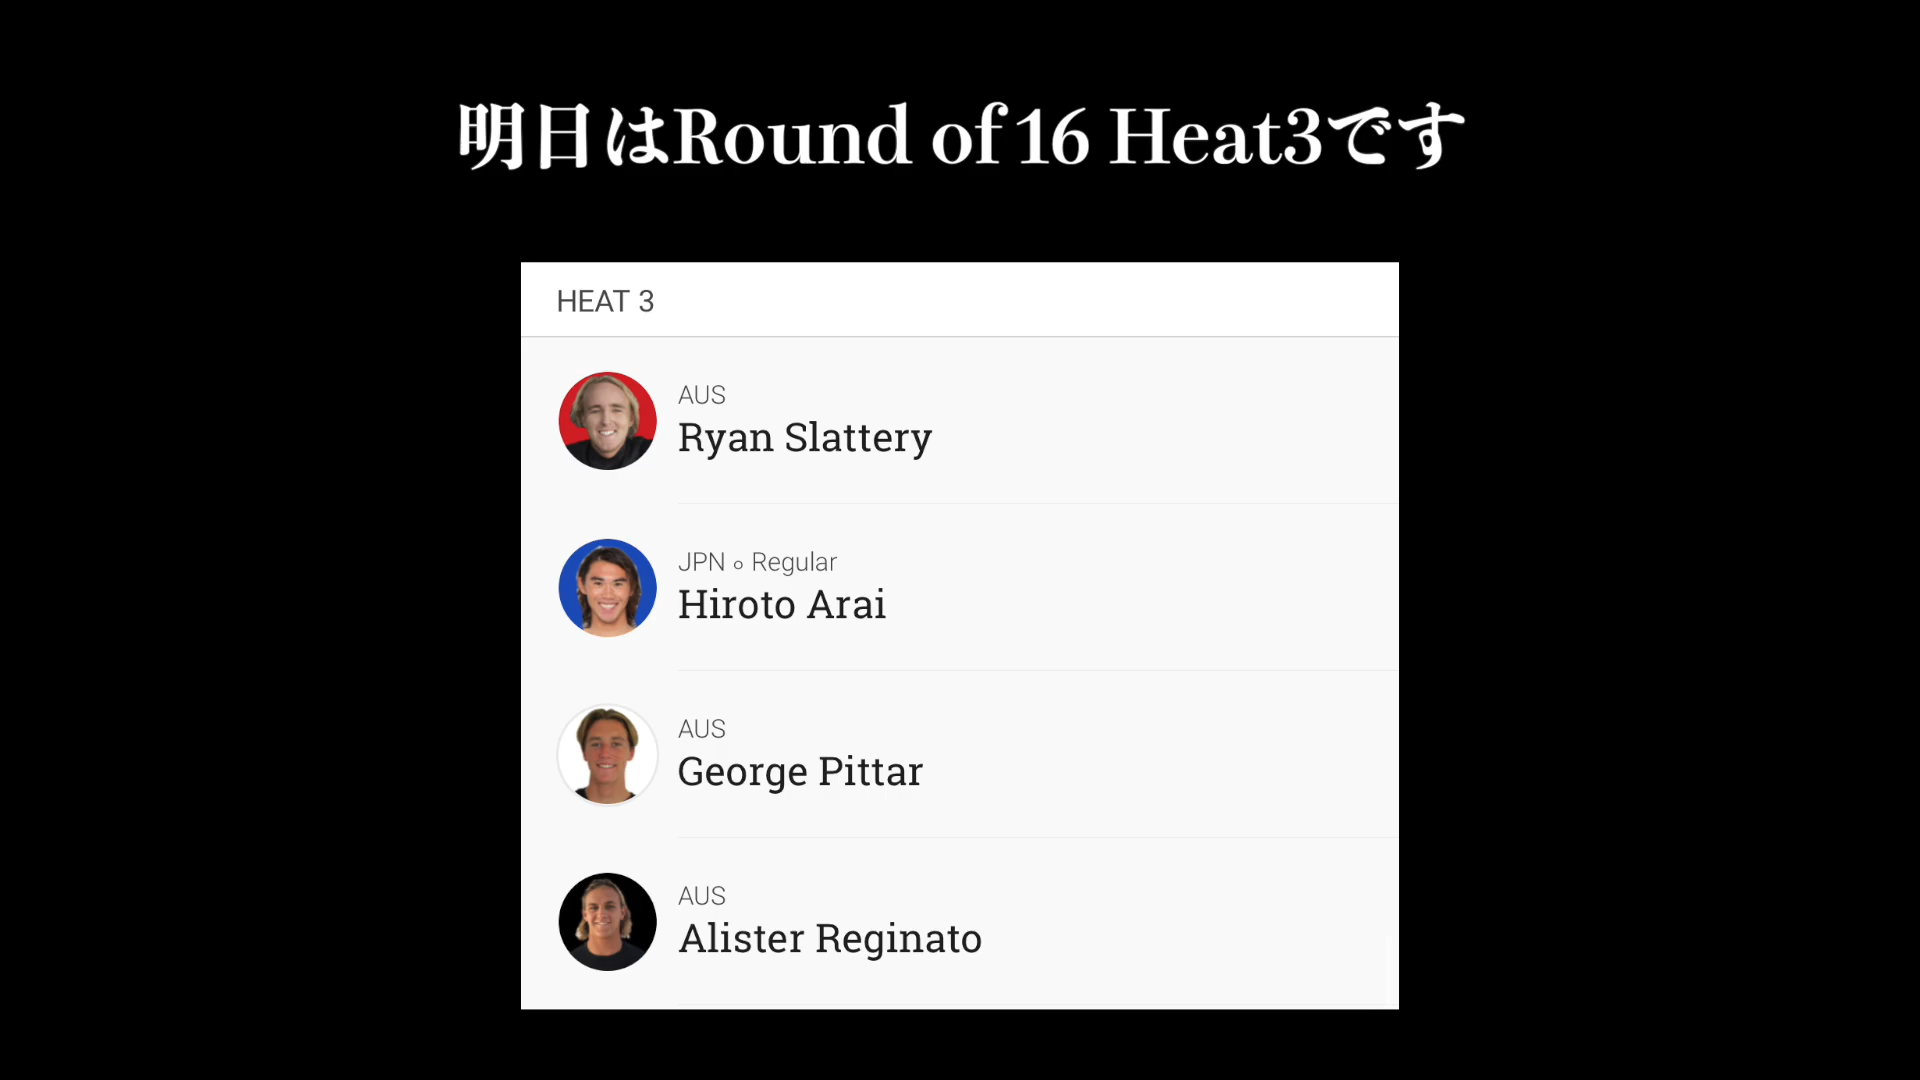 明日はRound of 16 Heat3です
HEAT 3
AUS
Ryan Slattery
JPN ○ Regular
Hiroto Arai
AUS
George Pittar
AUS
Alister Reginato